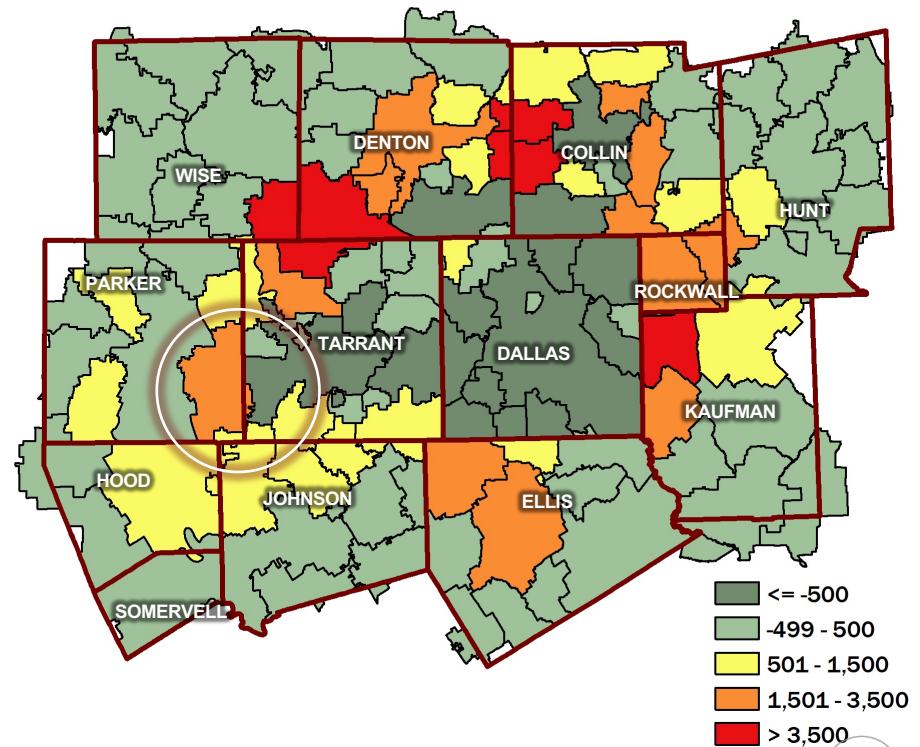 DENTON
COLLIN
WISE
HUNT
PARKER
ROCKWALL
TARRANT
DALLAS
KAUFMAN
HOOD
JOHNSON
ELLIS
SOMERVELL
<= -500
-499 - 500
501 - 1,500
1,501 - 3,500
> 3,500